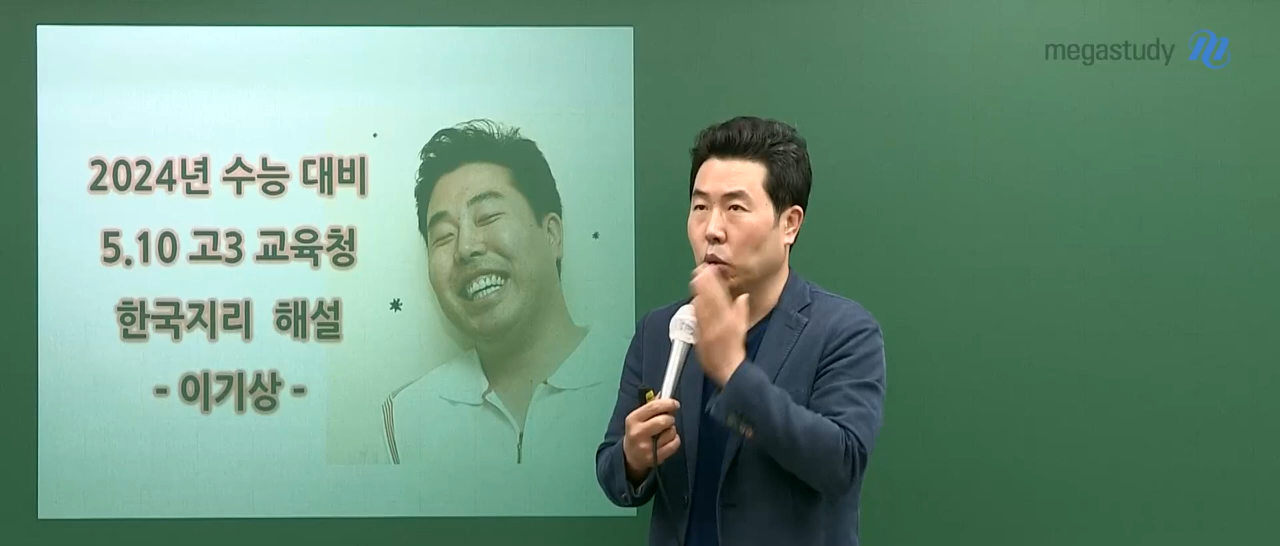 megastudy
2024년 수능 대비
5.10 고3 교육청
한국지리 해설
- 이기상 -